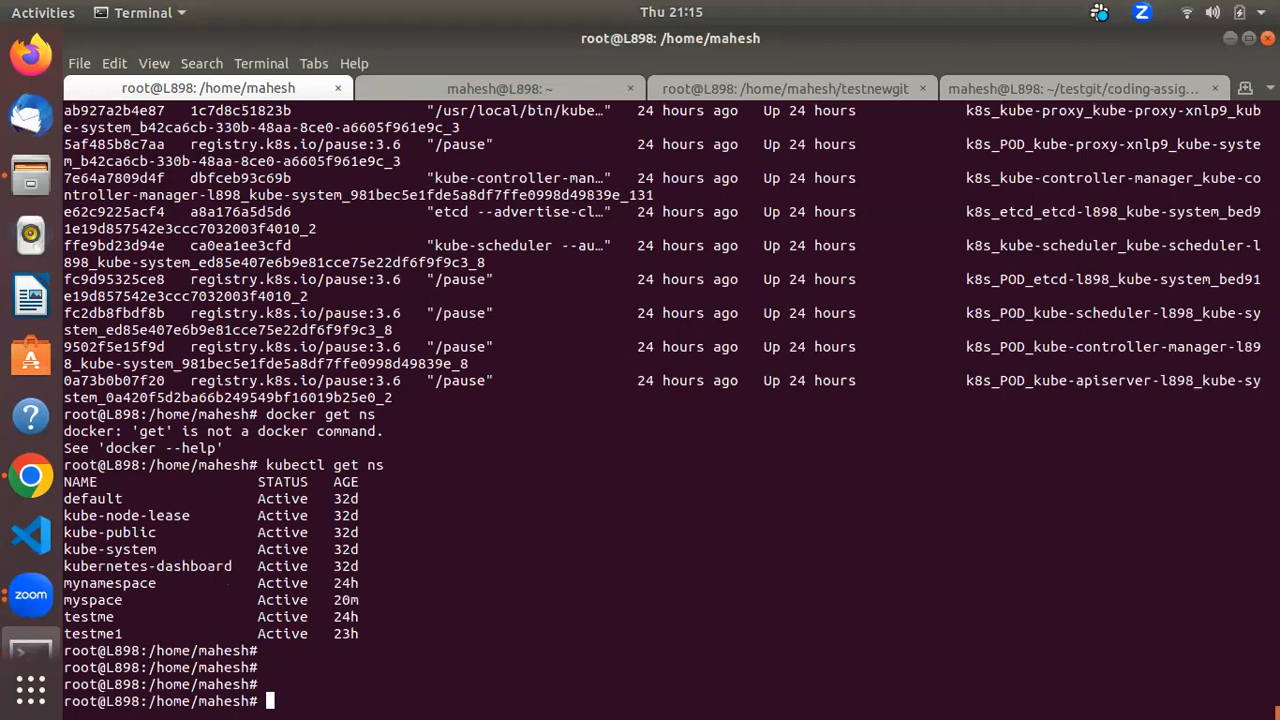 Activities Terminal Thu 21:15
root@L898: /home/mahesh
File Edit View Search Terminal Tabs Help
root@L898: /home/mahesh × mahesh@L898: ~ × root@L898: /home/mahesh/testnewgit × mahesh@L898: ~/testgit/coding-assig... ×
ab927a2b4e87 1c7d8c51823b "/usr/local/bin/kube…" 24 hours ago Up 24 hours k8s_kube-proxy_kube-proxy-xnlp9_kub
e-system_b42ca6cb-330b-48aa-8ce0-a6605f961e9c_3
5af485b8c7aa registry.k8s.io/pause:3.6 "/pause" 24 hours ago Up 24 hours k8s_POD_kube-proxy-xnlp9_kube-syste
m_b42ca6cb-330b-48aa-8ce0-a6605f961e9c_3
7e64a7809d4f dbfceb93c69b "kube-controller-man…" 24 hours ago Up 24 hours k8s_kube-controller-manager_kube-co
ntroller-manager-l898_kube-system_981bec5e1fde5a8df7ffe0998d49839e_131
e62c9225acf4 a8a176a5d5d6 "etcd --advertise-cl…" 24 hours ago Up 24 hours k8s_etcd_etcd-l898_kube-system_bed9
1e19d857542e3ccc7032003f4010_2
ffe9bd23d94e ca0ea1ee3cfd "kube-scheduler --au…" 24 hours ago Up 24 hours k8s_kube-scheduler_kube-scheduler-l
898_kube-system_ed85e407e6b9e81cce75e22df6f9f9c3_8
fc9d95325ce8 registry.k8s.io/pause:3.6 "/pause" 24 hours ago Up 24 hours k8s_POD_etcd-l898_kube-system_bed91
e19d857542e3ccc7032003f4010_2
fc2db8fbdf8b registry.k8s.io/pause:3.6 "/pause" 24 hours ago Up 24 hours k8s_POD_kube-scheduler-l898_kube-sy
stem_ed85e407e6b9e81cce75e22df6f9f9c3_8
9502f5e15f9d registry.k8s.io/pause:3.6 "/pause" 24 hours ago Up 24 hours k8s_POD_kube-controller-manager-l89
8_kube-system_981bec5e1fde5a8df7ffe0998d49839e_8
0a73b0b07f20 registry.k8s.io/pause:3.6 "/pause" 24 hours ago Up 24 hours k8s_POD_kube-apiserver-l898_kube-sy
stem_0a420f5d2ba66b249549bf16019b25e0_2
root@L898:/home/mahesh# docker get ns
docker: 'get' is not a docker command.
See 'docker --help'
root@L898:/home/mahesh# kubectl get ns
NAME STATUS AGE
default Active 32d
kube-node-lease Active 32d
kube-public Active 32d
kube-system Active 32d
kubernetes-dashboard Active 32d
mynamespace Active 24h
myspace Active 20m
testme Active 24h
testme1 Active 23h
root@L898:/home/mahesh#
root@L898:/home/mahesh#
root@L898:/home/mahesh#
root@L898:/home/mahesh#
zoom